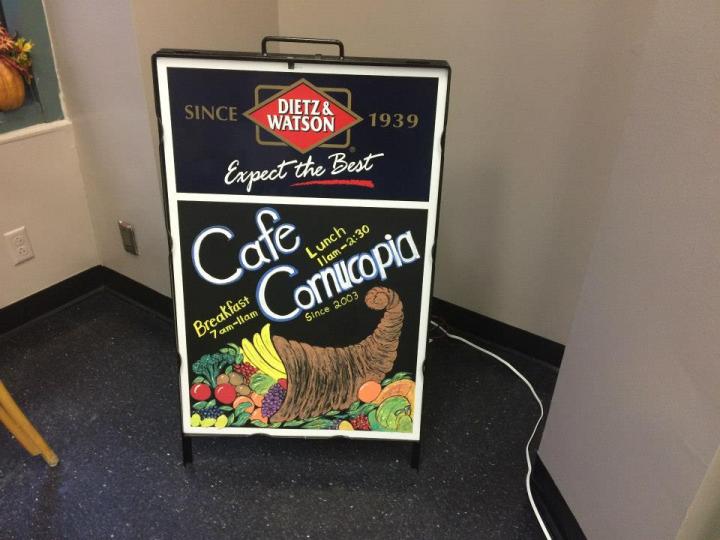 SINCE DIETZ & WATSON 1939
Expect the Best
Cafe
Lunch
11am-2:30
Cornucopia
Breakfast
7am-11am
Since 2003